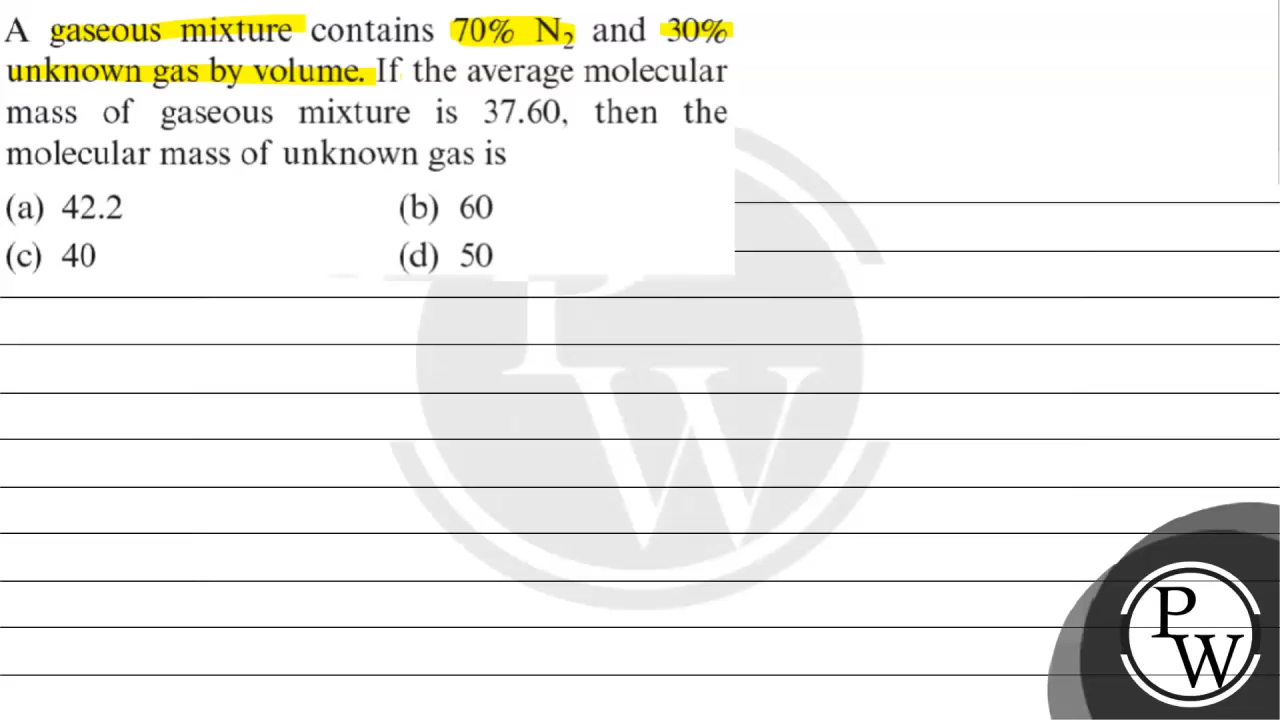 A gaseous mixture contains 70% N₂ and 30%
unknown gas by volume. If the average molecular
mass of gaseous mixture is 37.60, then the
molecular mass of unknown gas is
(a) 42.2 (b) 60
(c) 40 (d) 50
P
W
P
W